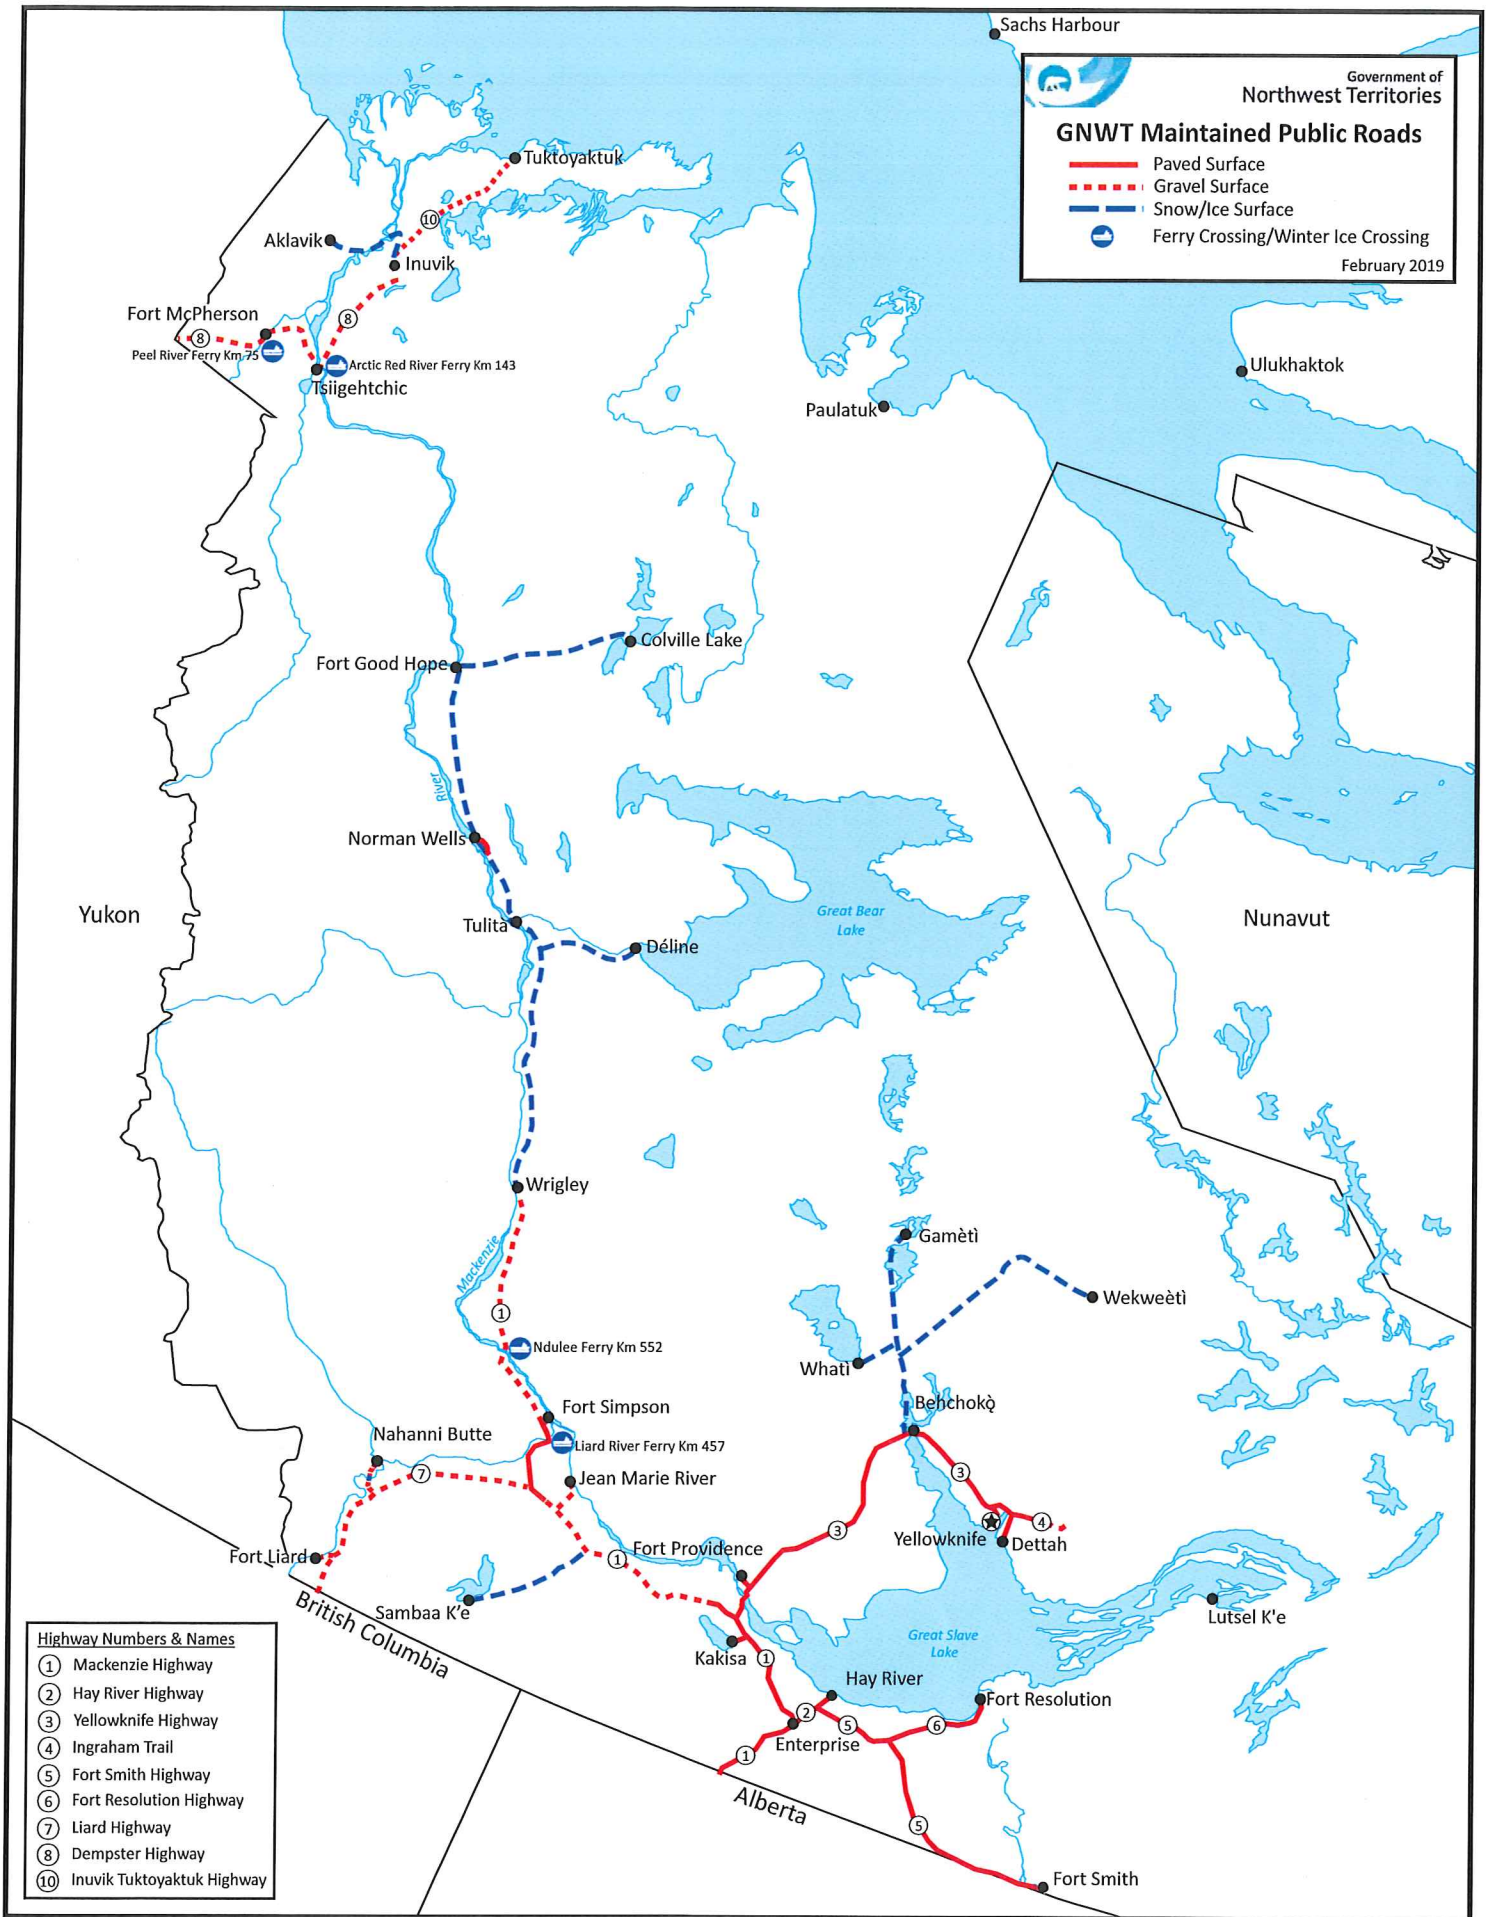 Sachs Harbour
Government of
Northwest Territories
GNWT Maintained Public Roads
Paved Surface
Gravel Surface
Snow/Ice Surface
Ferry Crossing/Winter Ice Crossing
February 2019
Tuktoyaktuk
10
Aklavik
Inuvik
Fort McPherson
8
8
Peel River Ferry Km 75
Arctic Red River Ferry Km 143
Tsiigehtchic
Ulukhaktok
Paulatuk
Colville Lake
Fort Good Hope
River
Norman Wells
Yukon
Great Bear
Lake
Nunavut
Tulita
Déline
Wrigley
Mackenzie
Gamètì
Wekweètì
1
Ndulee Ferry Km 552
Whatì
Behchokǫ̀
Fort Simpson
Nahanni Butte
Liard River Ferry Km 457
7
Jean Marie River
3
3
Yellowknife
4
Dettah
Fort Liard
1
Fort Providence
Sambaa K'e
British Columbia
Lutsel K'e
Great Slave
Lake
Kakisa
1
Hay River
Fort Resolution
2
5
6
Enterprise
1
Alberta
5
Fort Smith
Highway Numbers & Names
1 Mackenzie Highway
2 Hay River Highway
3 Yellowknife Highway
4 Ingraham Trail
5 Fort Smith Highway
6 Fort Resolution Highway
7 Liard Highway
8 Dempster Highway
10 Inuvik Tuktoyaktuk Highway